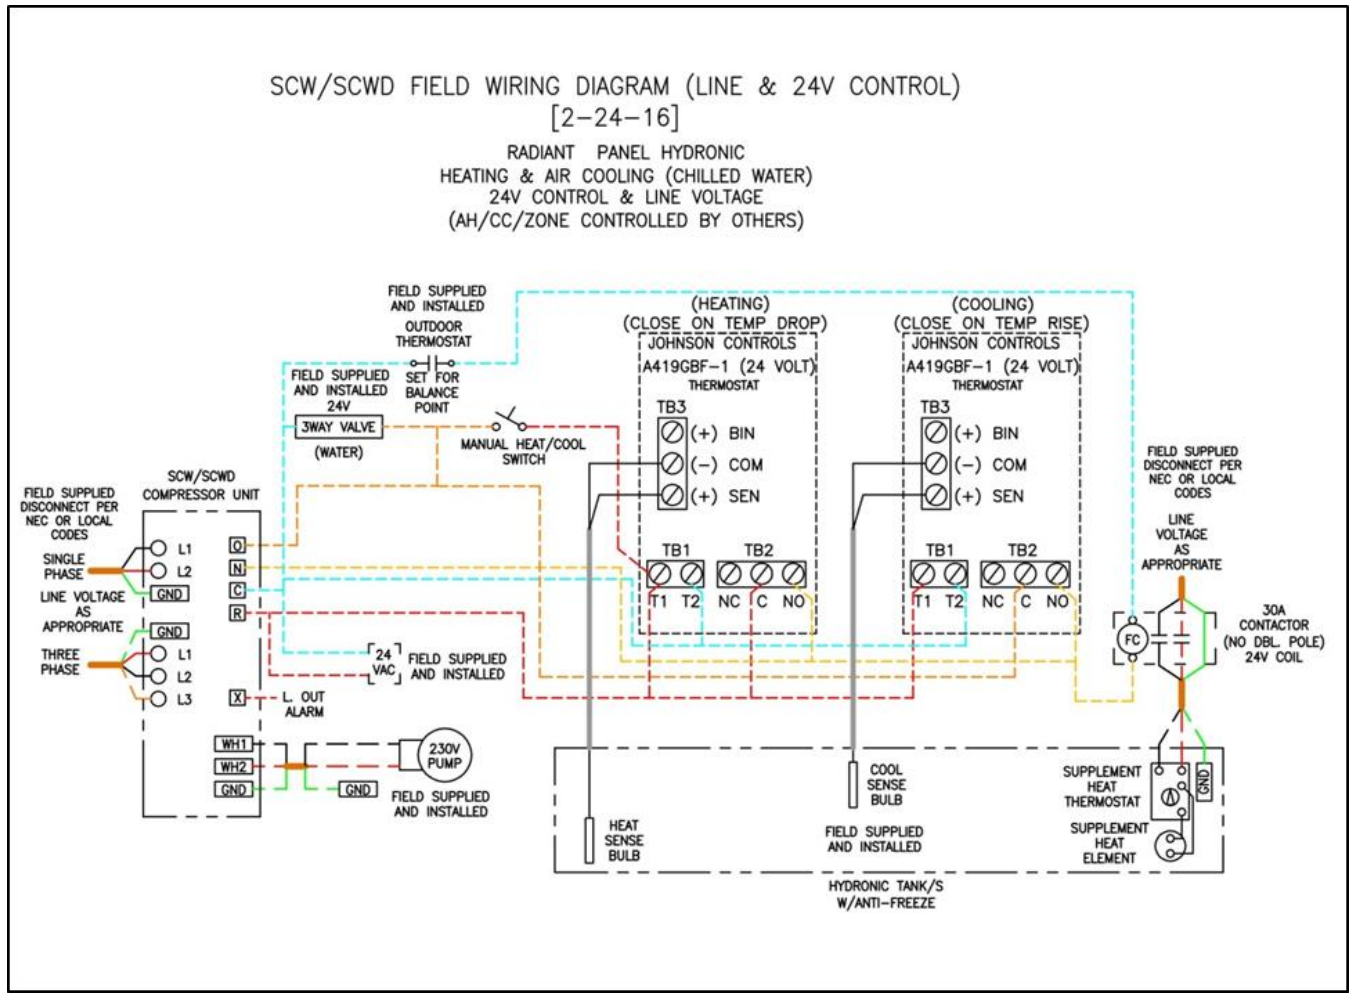 SCW/SCWD FIELD WIRING DIAGRAM (LINE & 24V CONTROL)
[2-24-16]
RADIANT PANEL HYDRONIC
HEATING & AIR COOLING (CHILLED WATER)
24V CONTROL & LINE VOLTAGE
(AH/CC/ZONE CONTROLLED BY OTHERS)
FIELD SUPPLIED
AND INSTALLED
OUTDOOR
THERMOSTAT
SET FOR
BALANCE
POINT
FIELD SUPPLIED
AND INSTALLED
24V
3WAY VALVE
(WATER)
MANUAL HEAT/COOL
SWITCH
(HEATING)
(CLOSE ON TEMP DROP)
JOHNSON CONTROLS
A419GBF-1 (24 VOLT)
THERMOSTAT
TB3
(+) BIN
(-) COM
(+) SEN
TB1
TB2
T1
T2
NC
C
NO
(COOLING)
(CLOSE ON TEMP RISE)
JOHNSON CONTROLS
A419GBF-1 (24 VOLT)
THERMOSTAT
TB3
(+) BIN
(-) COM
(+) SEN
TB1
TB2
T1
T2
NC
C
NO
FIELD SUPPLIED
DISCONNECT PER
NEC OR LOCAL
CODES
LINE
VOLTAGE
AS
APPROPRIATE
FC
30A
CONTACTOR
(NO DBL. POLE)
24V COIL
SCW/SCWD
COMPRESSOR UNIT
FIELD SUPPLIED
DISCONNECT PER
NEC OR LOCAL
CODES
SINGLE
PHASE
LINE VOLTAGE
AS
APPROPRIATE
THREE
PHASE
L1
L2
GND
GND
L1
L2
L3
O
N
C
R
X
L. OUT
ALARM
24
VAC
FIELD SUPPLIED
AND INSTALLED
WH1
WH2
GND
GND
230V
PUMP
FIELD SUPPLIED
AND INSTALLED
HEAT
SENSE
BULB
COOL
SENSE
BULB
FIELD SUPPLIED
AND INSTALLED
SUPPLEMENT
HEAT
THERMOSTAT
GND
SUPPLEMENT
HEAT
ELEMENT
HYDRONIC TANK/S
W/ANTI-FREEZE